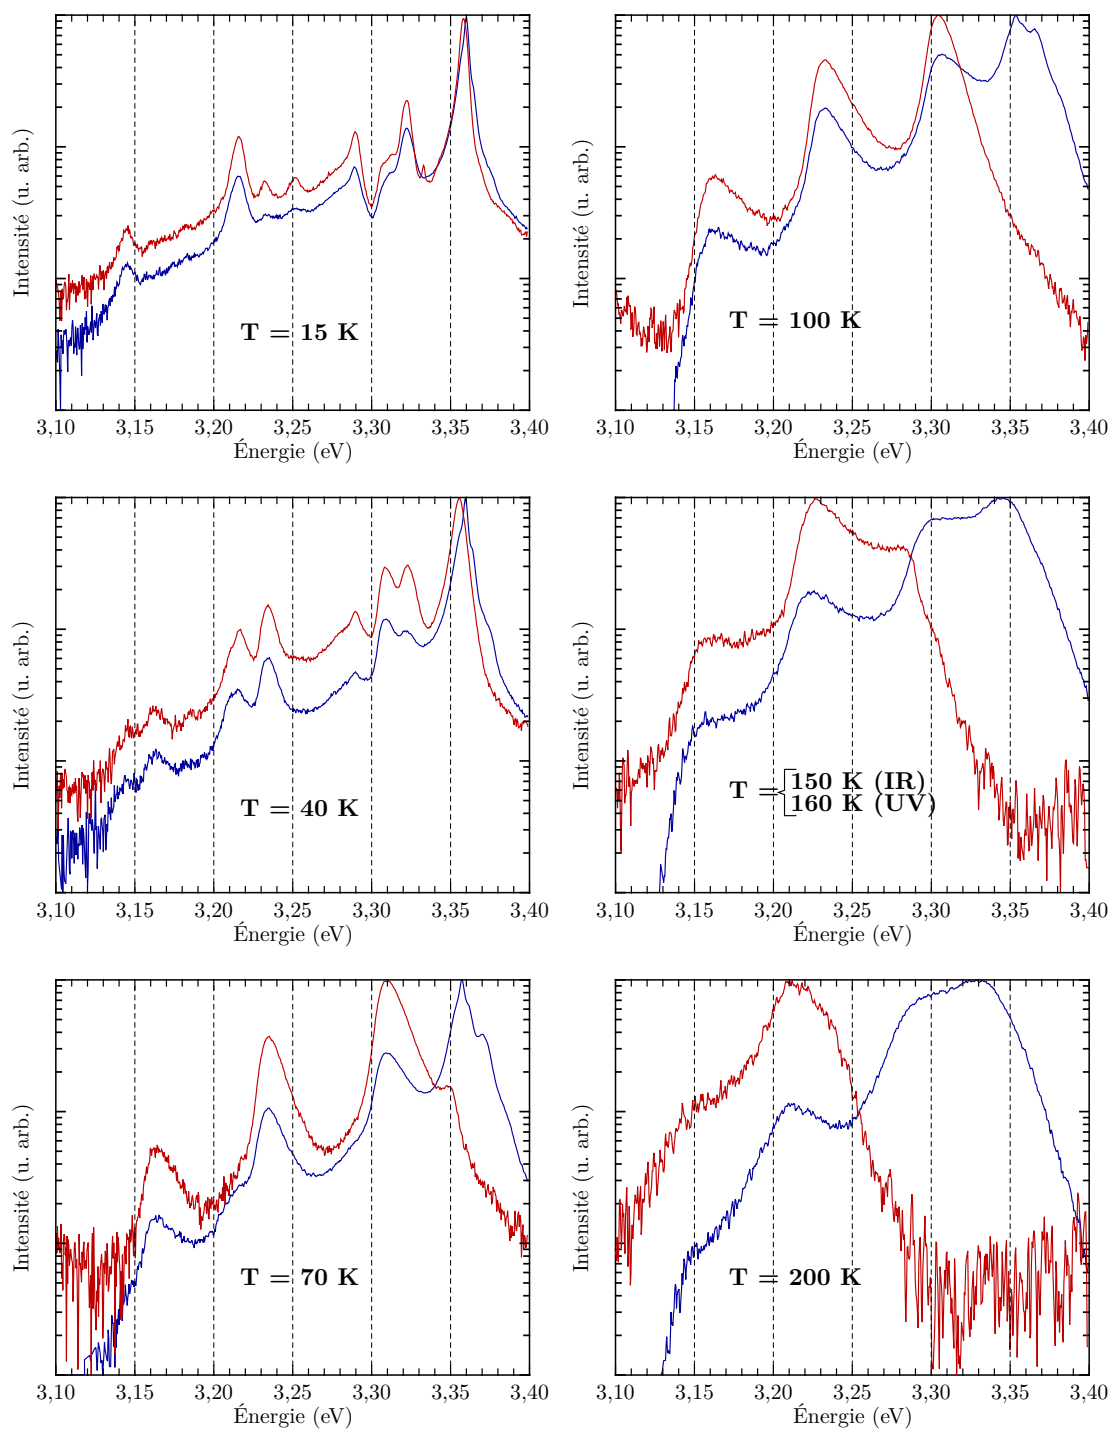 Intensité (u. arb.)
T = 15 K
3,10 3,15 3,20 3,25 3,30 3,35 3,40
Énergie (eV)
Intensité (u. arb.)
T = 100 K
3,10 3,15 3,20 3,25 3,30 3,35 3,40
Énergie (eV)
Intensité (u. arb.)
T = 40 K
3,10 3,15 3,20 3,25 3,30 3,35 3,40
Énergie (eV)
Intensité (u. arb.)
T = 150 K (IR)
160 K (UV)
3,10 3,15 3,20 3,25 3,30 3,35 3,40
Énergie (eV)
Intensité (u. arb.)
T = 70 K
3,10 3,15 3,20 3,25 3,30 3,35 3,40
Énergie (eV)
Intensité (u. arb.)
T = 200 K
3,10 3,15 3,20 3,25 3,30 3,35 3,40
Énergie (eV)